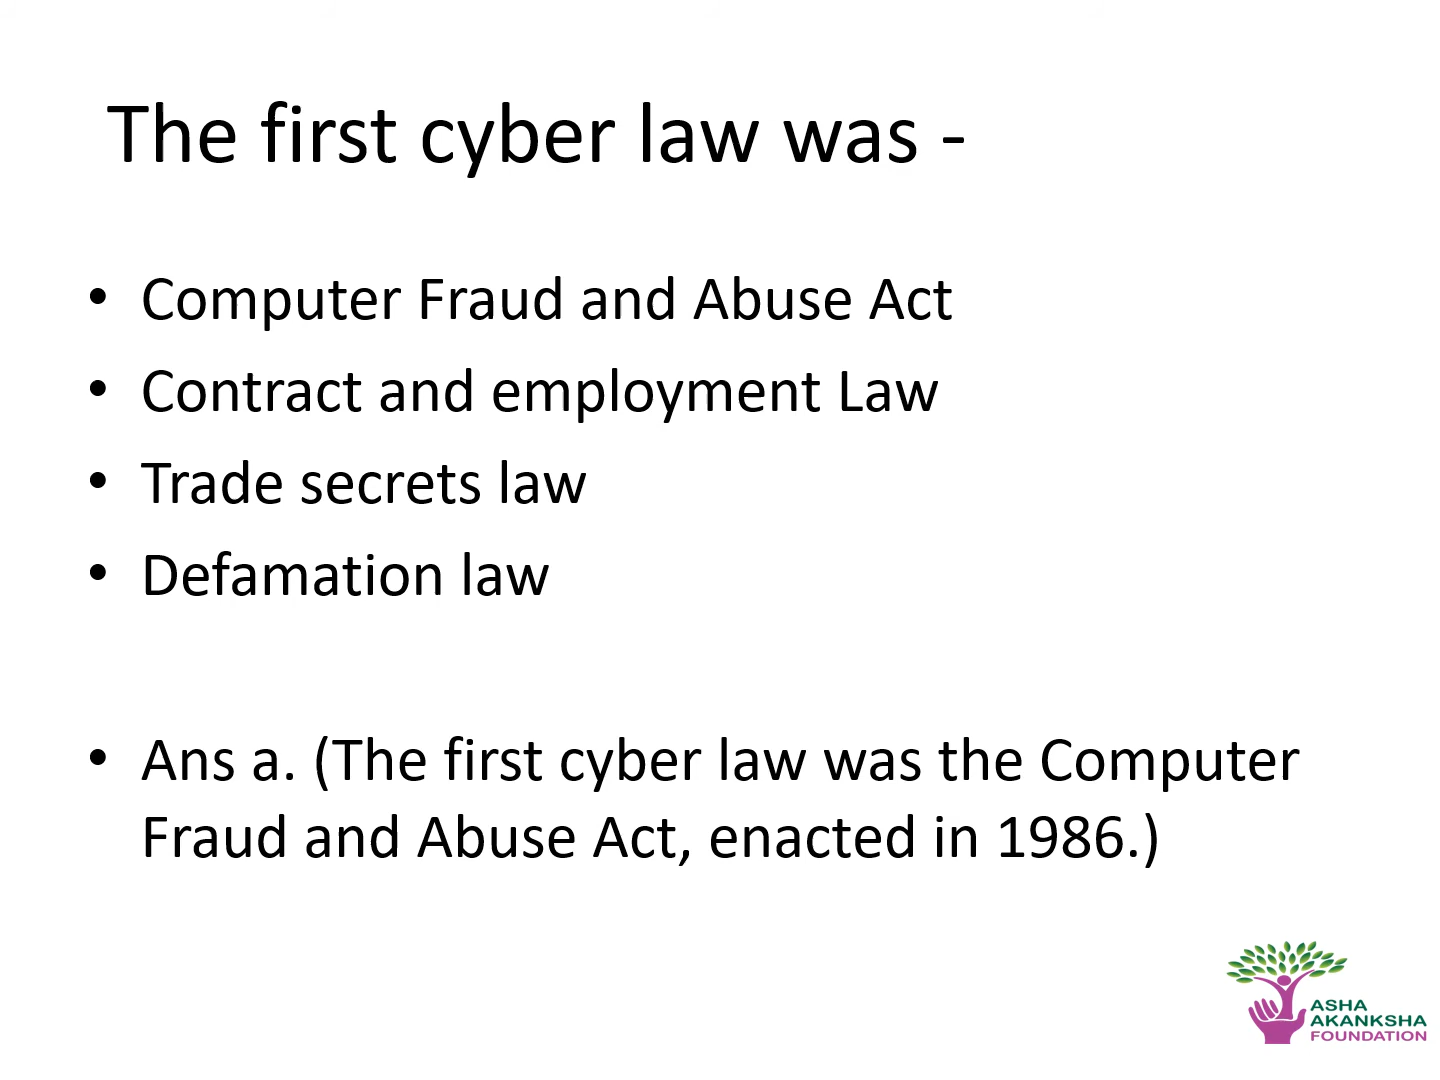 The first cyber law was -
• Computer Fraud and Abuse Act
• Contract and employment Law
• Trade secrets law
• Defamation law
• Ans a. (The first cyber law was the Computer
Fraud and Abuse Act, enacted in 1986.)
ASHA
AKANKSHA
FOUNDATION